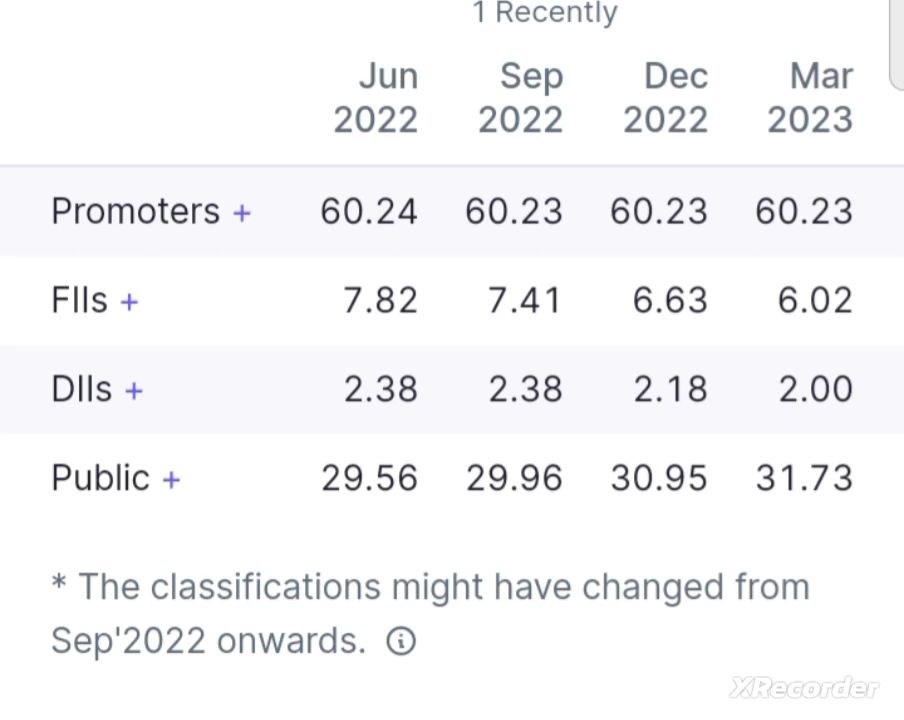 1 Recently
Jun Sep Dec Mar
2022 2022 2022 2023
Promoters + 60.24 60.23 60.23 60.23
FIIs + 7.82 7.41 6.63 6.02
DIIs + 2.38 2.38 2.18 2.00
Public + 29.56 29.96 30.95 31.73
* The classifications might have changed from
Sep'2022 onwards. ⓘ
XRecorder